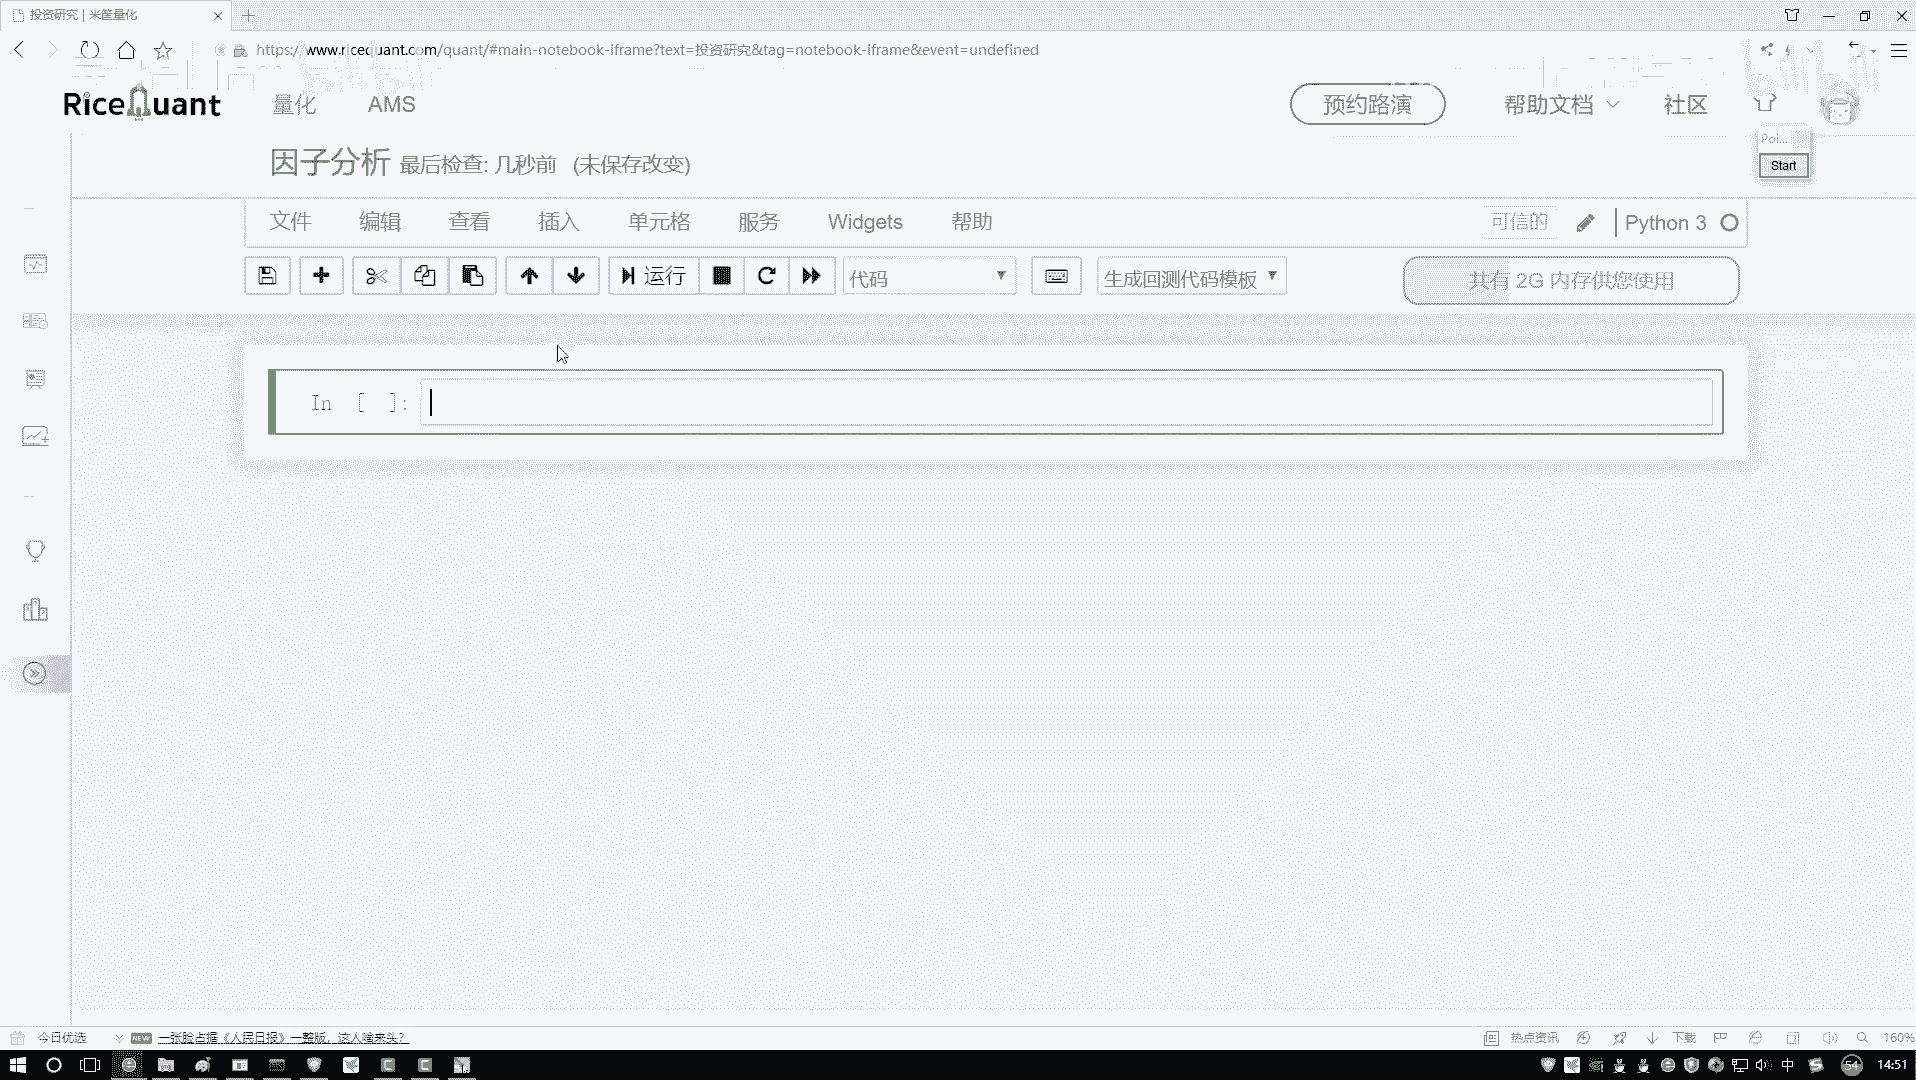 投资研究 | 米筐量化
https://www.ricequant.com/quant/#main-notebook-iframe?text=投资研究&tag=notebook-iframe&event=undefined
bilibili
RiceQuant 量化 AMS 预约路演 帮助文档 社区
Poi...
Start
因子分析 最后检查: 几秒前 (未保存改变)
文件 编辑 查看 插入 单元格 服务 Widgets 帮助 可信的 Python 3
运行 代码 生成回测代码模板 共有 2G 内存供您使用
In [ ]:
今日优选 NEW 一张脸占据《人民日报》一整版，这人啥来头? 热点资讯 下载 160%
中 54 14:51